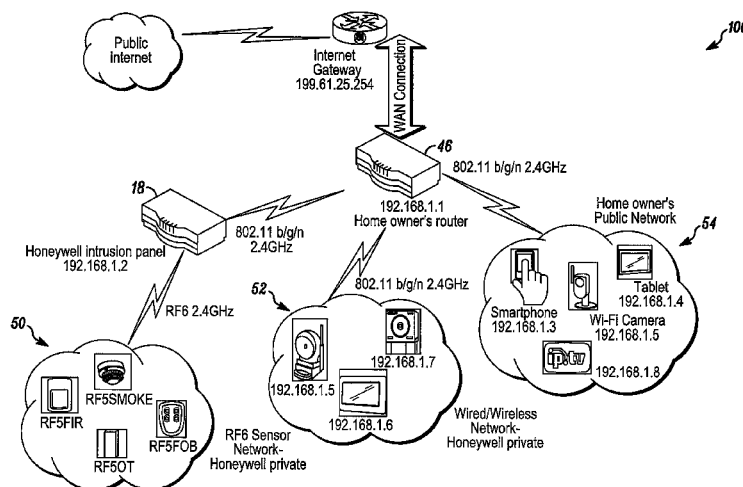 100
Public
Internet
Internet
Gateway
199.61.25.254
WAN Connection
46
802.11 b/g/n 2.4GHz
18
192.168.1.1
Home owner's router
802.11 b/g/n
2.4GHz
Honeywell intrusion panel
192.168.1.2
Home owner's
Public Network
54
Tablet
192.168.1.4
Smartphone
192.168.1.3
Wi-Fi Camera
192.168.1.5
ip.tv
192.168.1.8
RF6 2.4GHz
52
802.11 b/g/n 2.4GHz
192.168.1.7
192.168.1.5
192.168.1.6
Wired/Wireless
Network-
Honeywell private
50
RF5SMOKE
RF5FIR
RF5FOB
RF5OT
RF6 Sensor
Network-
Honeywell private